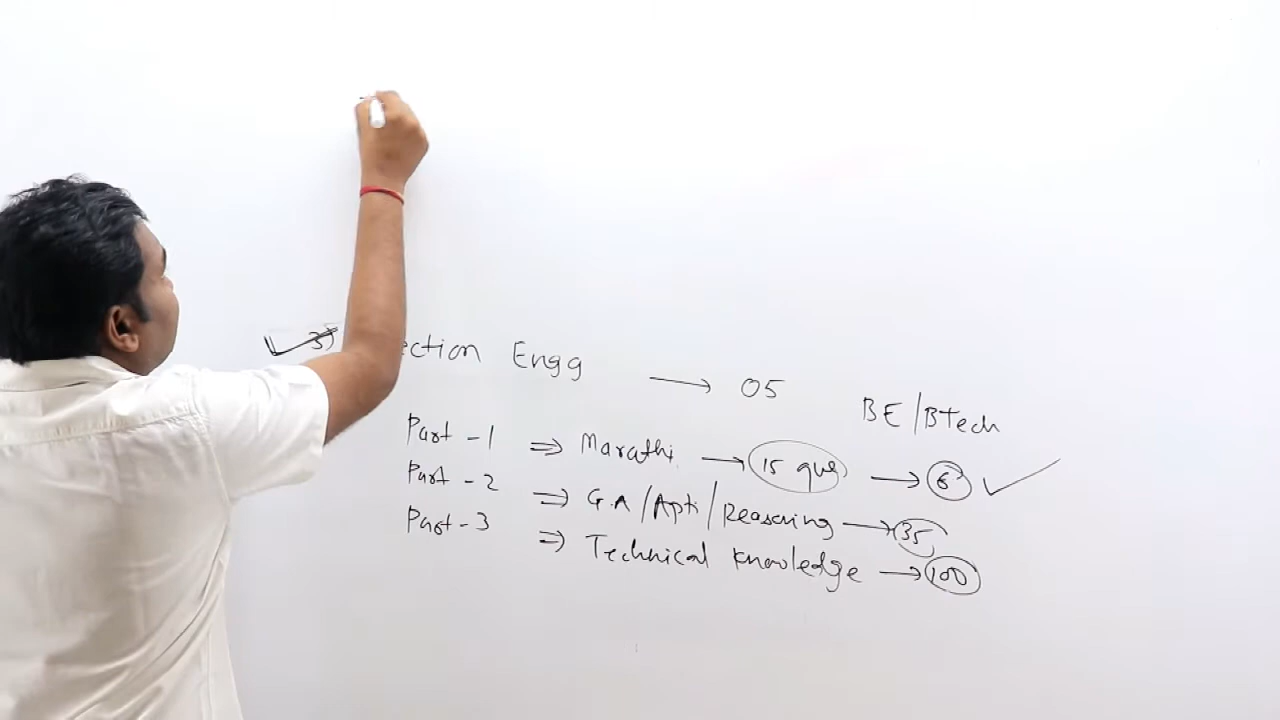 3) ection Engg → 05 BE/BTech
Part-1 ⇒ Marathi → 15 que → 6
Part-2 ⇒ G.A/Apti/Reasoning → 35
Part-3 ⇒ Technical Knowledge → 100